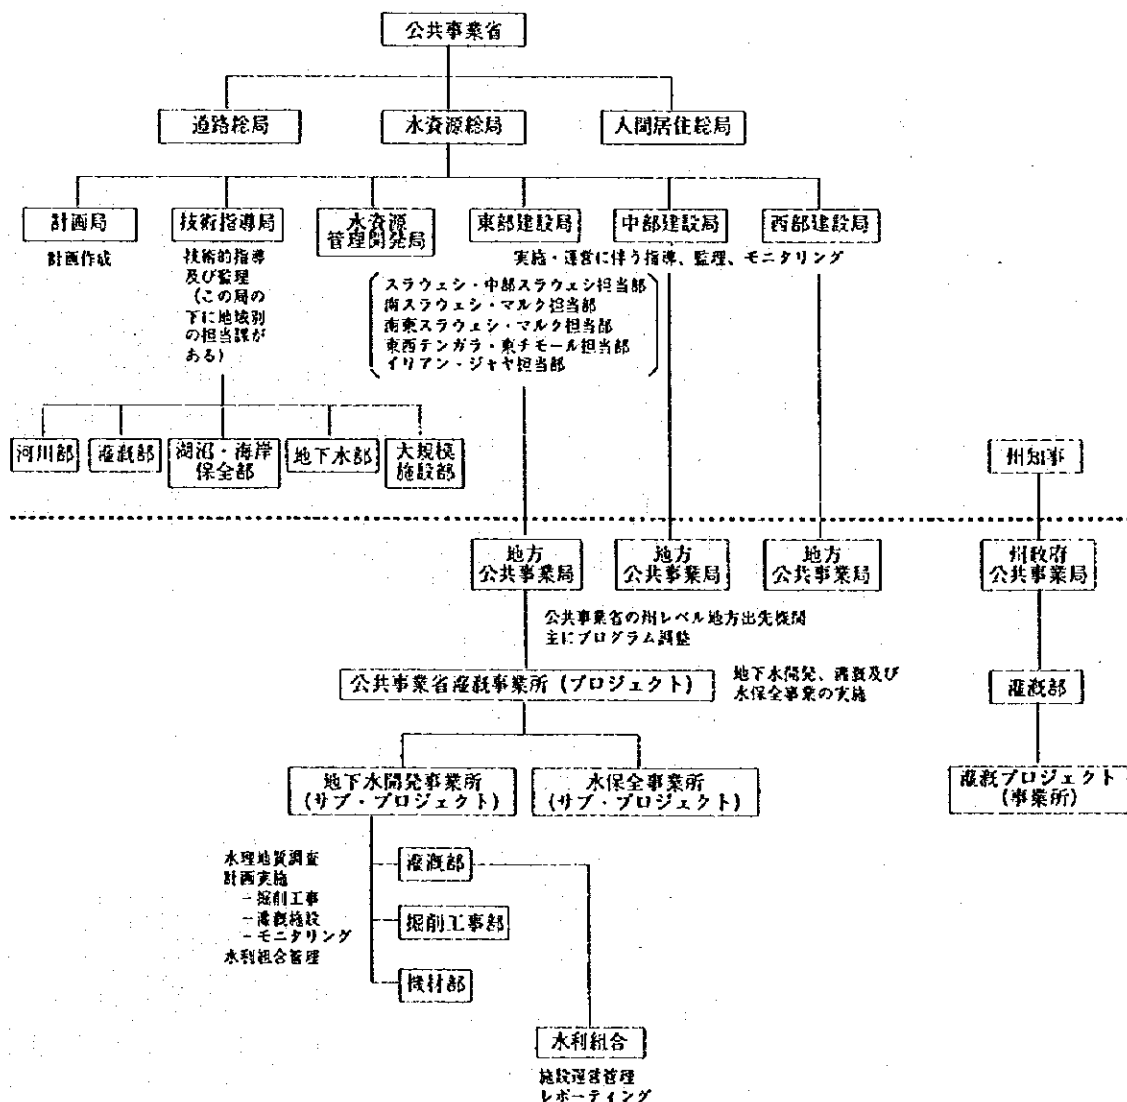 公共事業省
道路総局
水資源総局
人間居住総局
計画局
技術指導局
水資源
管理開発局
東部建設局
中部建設局
西部建設局
計画作成
技術的指導
及び監理
(この局の
下に地域別
の担当課が
ある)
実施・運営に伴う指導、監理、モニタリング
スラウェシ・中部スラウェシ担当部
南スラウェシ・マルク担当部
南東スラウェシ・マルク担当部
東西テンガラ・東チモール担当部
イリアン・ジャヤ担当部
河川部
灌漑部
湖沼・海岸
保全部
地下水部
大規模
施設部
州知事
地方
公共事業局
地方
公共事業局
地方
公共事業局
州政府
公共事業局
公共事業省の州レベル地方出先機関
主にプログラム調整
公共事業省灌漑事業所 (プロジェクト)
地下水開発、灌漑及び
水保全事業の実施
灌漑部
地下水開発事業所
(サブ・プロジェクト)
水保全事業所
(サブ・プロジェクト)
灌漑プロジェクト・
(事業所)
水理地質調査
計画実施
－掘削工事
－灌漑施設
－モニタリング
水利組合管理
灌漑部
掘削工事部
機材部
水利組合
施設運営管理
レポーティング